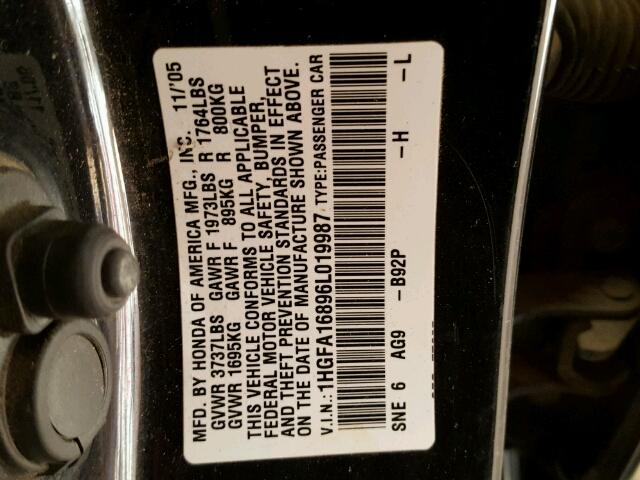 MFD. BY HONDA OF AMERICA MFG., INC. 11/'05
GVWR 3737LBS GAWR F 1973LBS R 1764LBS
GVWR 1695KG GAWR F 895KG R 800KG
THIS VEHICLE CONFORMS TO ALL APPLICABLE
FEDERAL MOTOR VEHICLE SAFETY, BUMPER,
AND THEFT PREVENTION STANDARDS IN EFFECT
ON THE DATE OF MANUFACTURE SHOWN ABOVE.
V.I.N.:1HGFA16896L019987 TYPE:PASSENGER CAR
SNE 6 AG9 –B92P –H –L